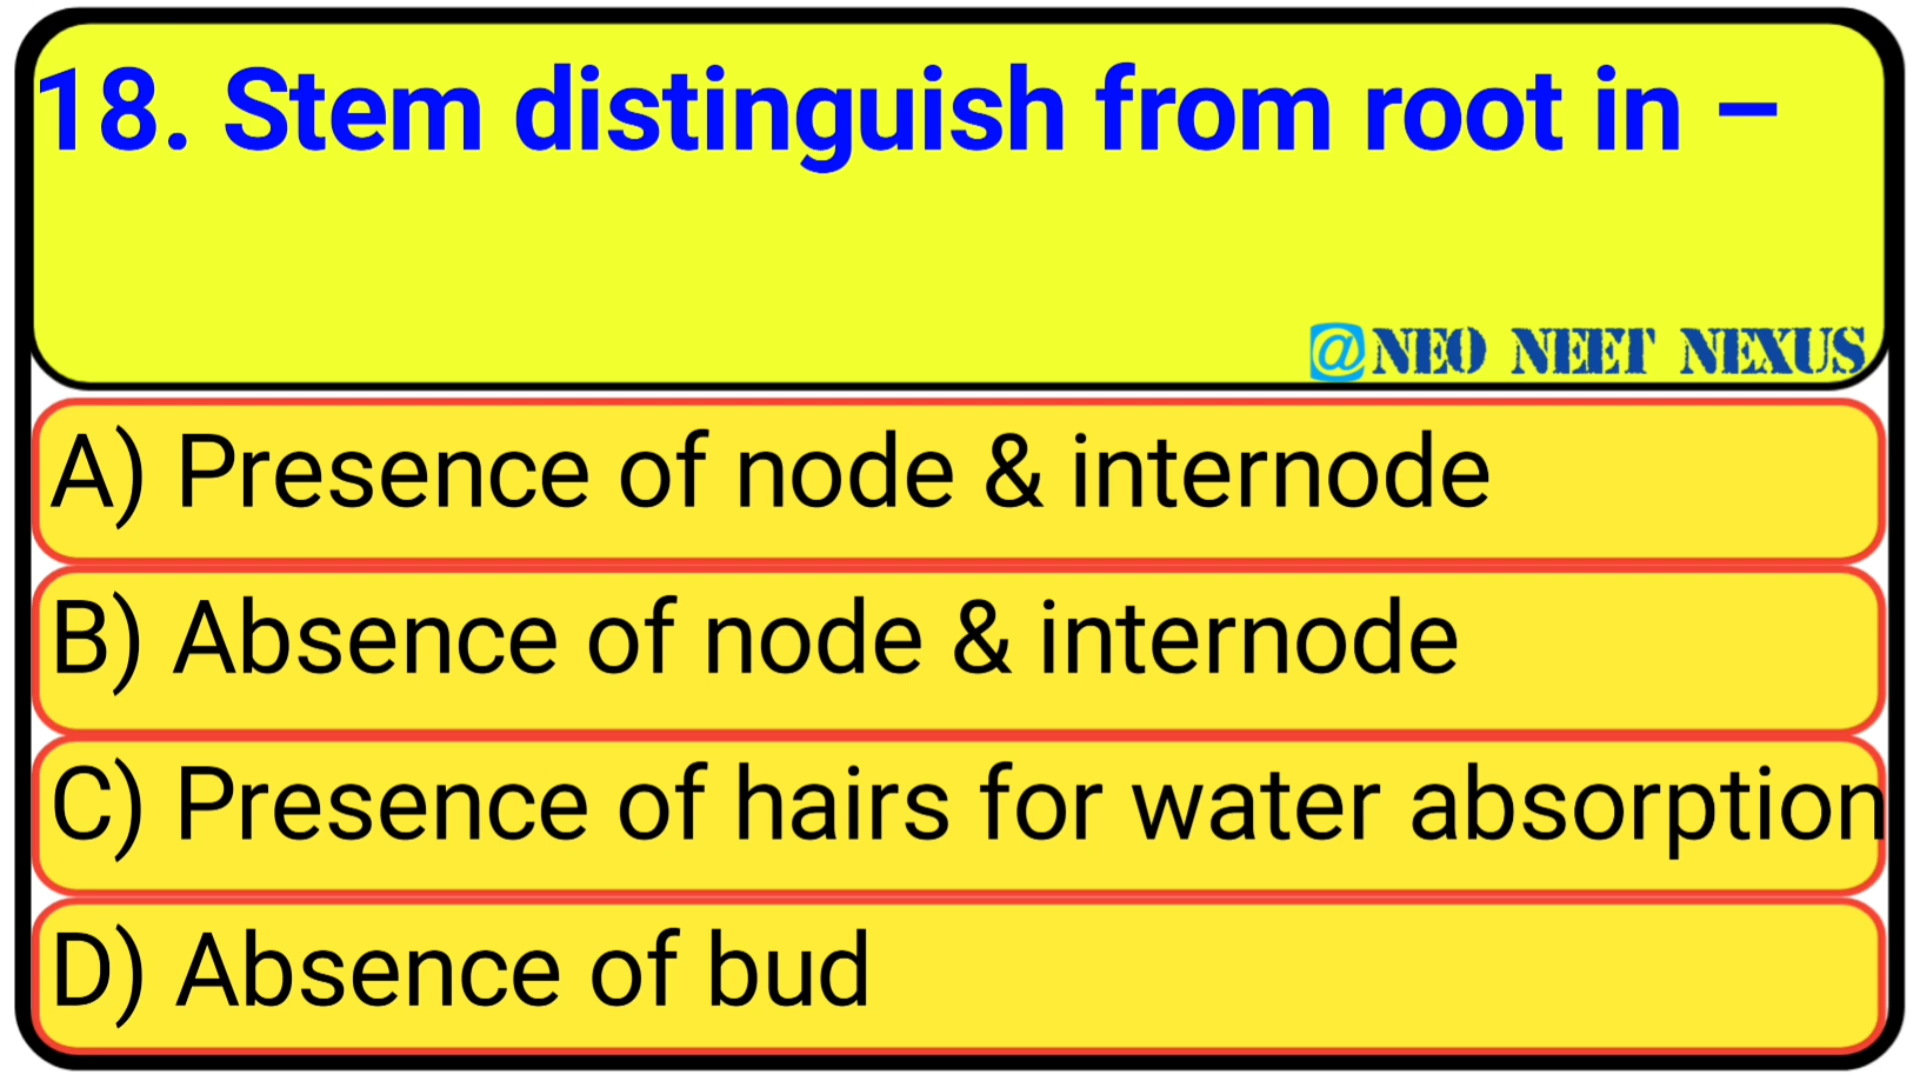 18. Stem distinguish from root in –
@NEO NEET NEXUS
A) Presence of node & internode
B) Absence of node & internode
C) Presence of hairs for water absorption
D) Absence of bud